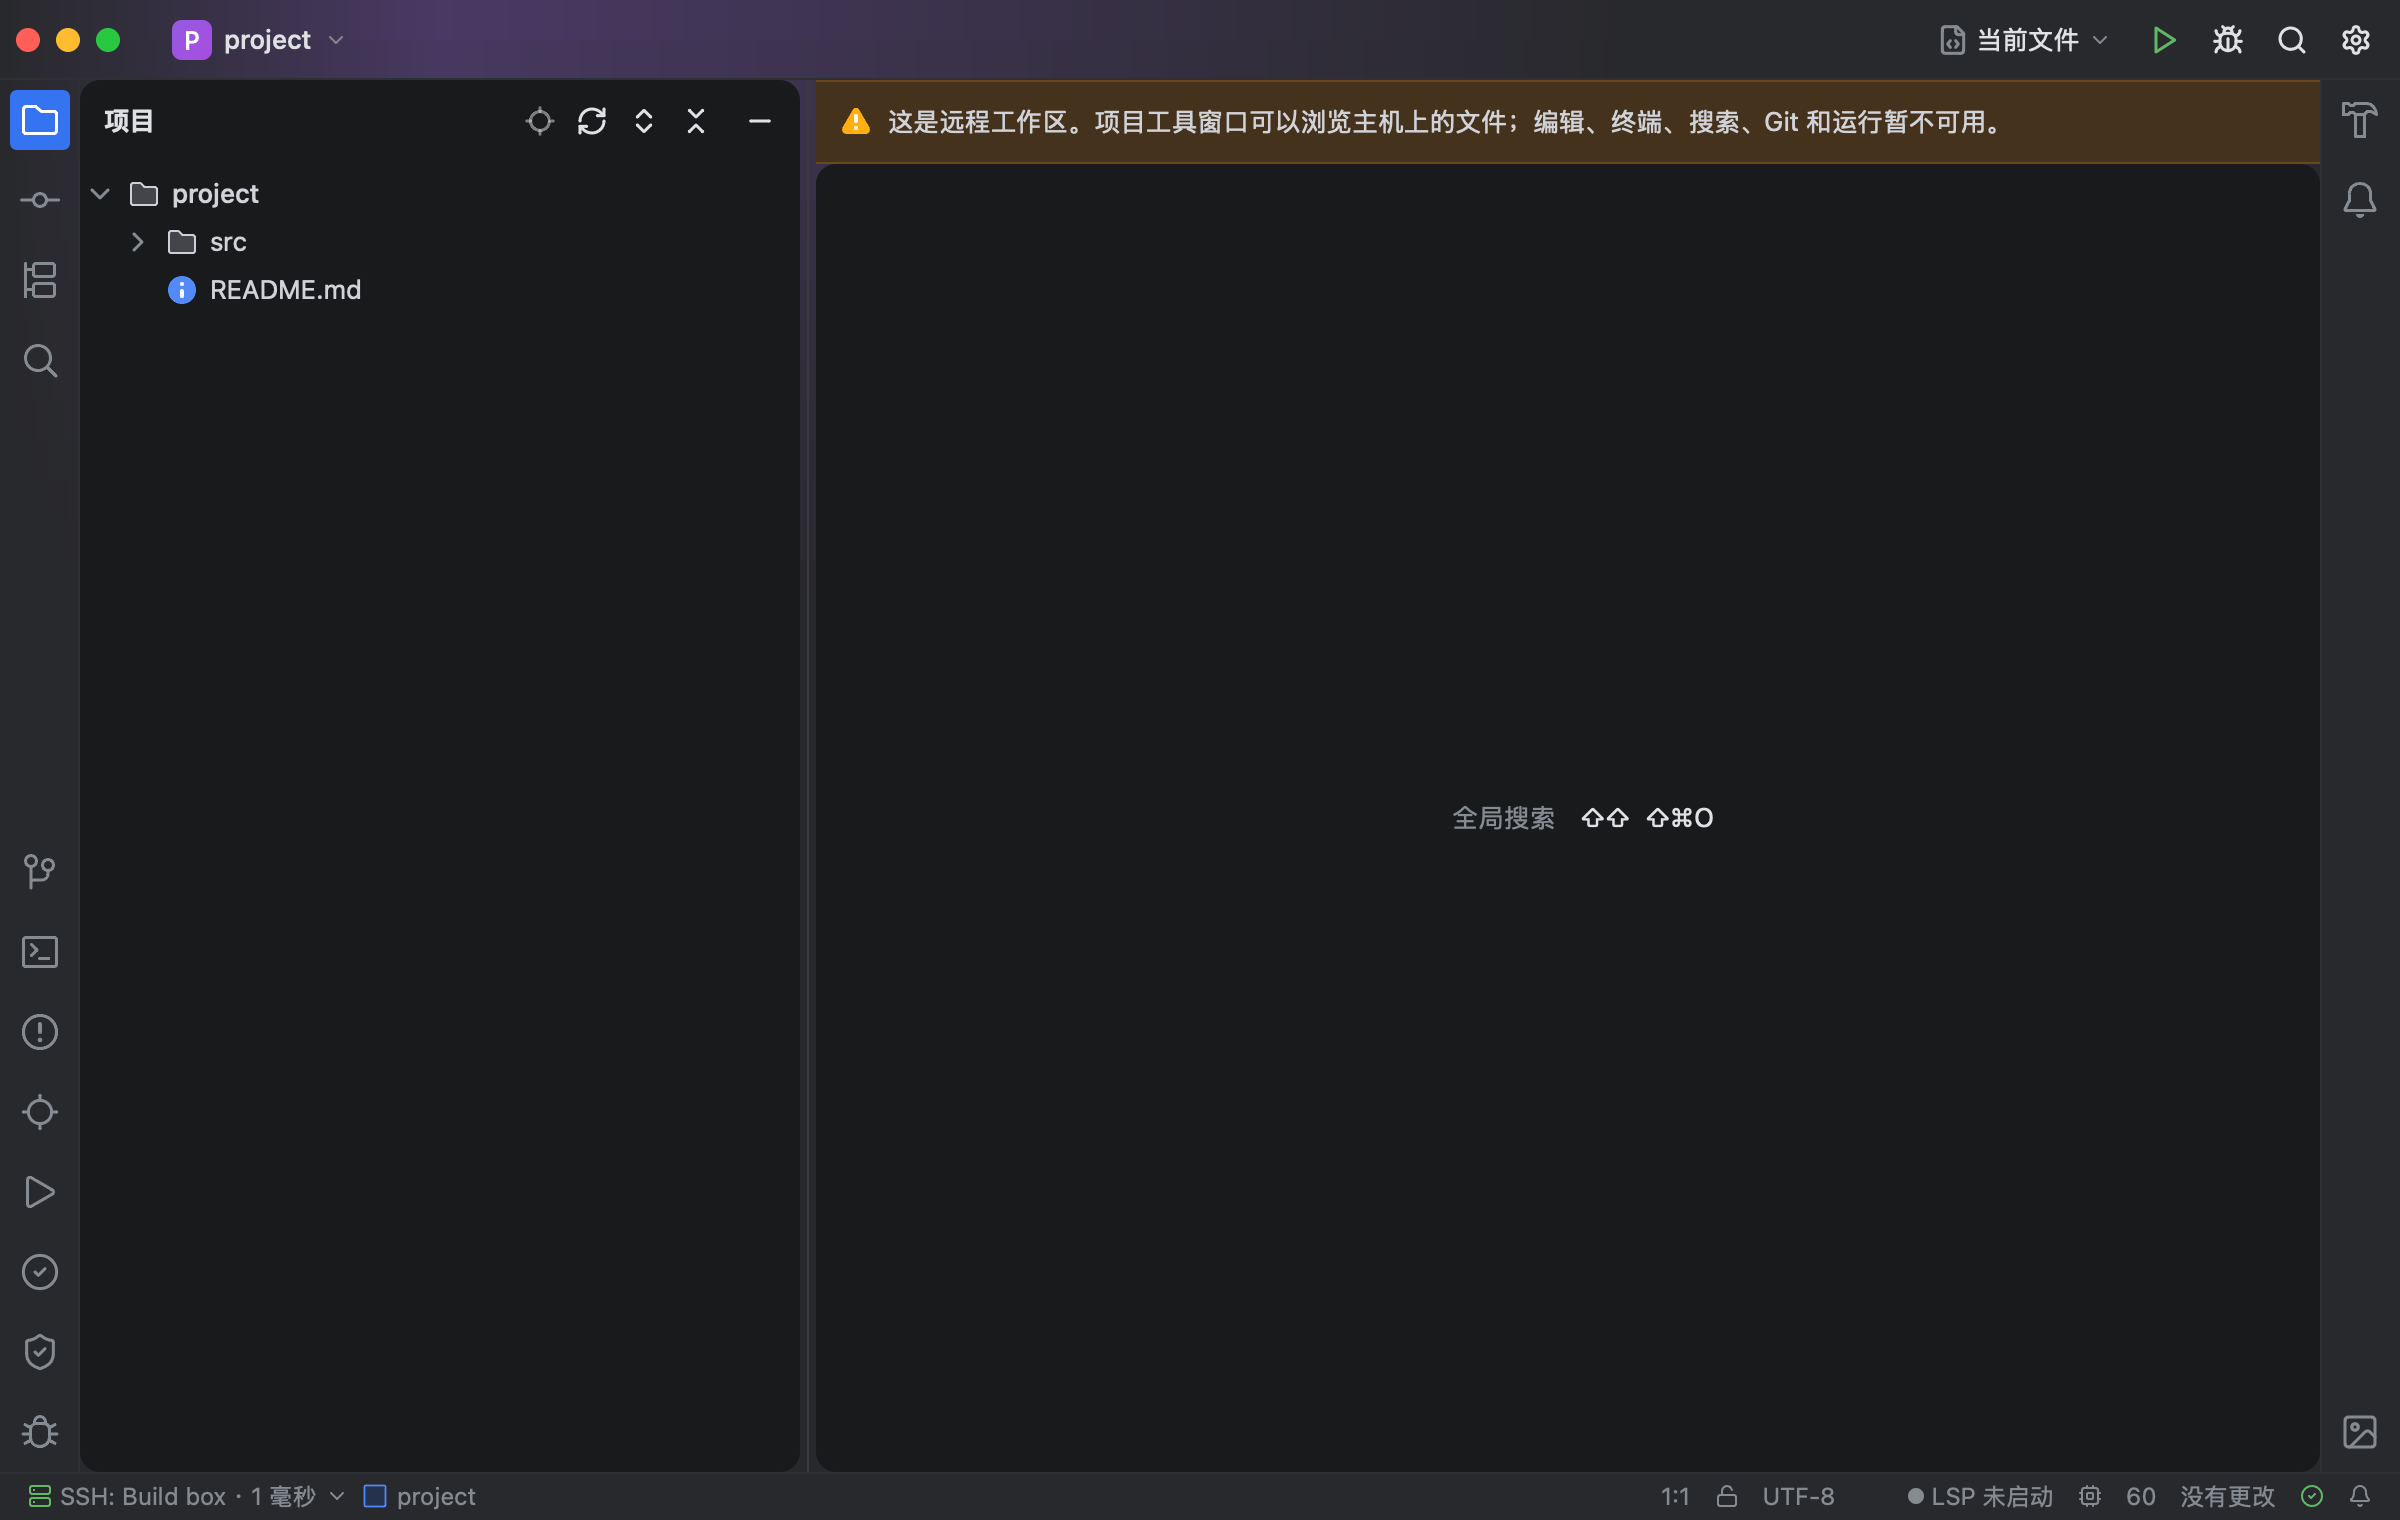 P project
当前文件
项目
这是远程工作区。项目工具窗口可以浏览主机上的文件；编辑、终端、搜索、Git 和运行暂不可用。
project
src
README.md
全局搜索 ⇧⇧ ⇧⌘O
SSH: Build box · 1 毫秒 project 1:1 UTF-8 LSP 未启动 60 没有更改